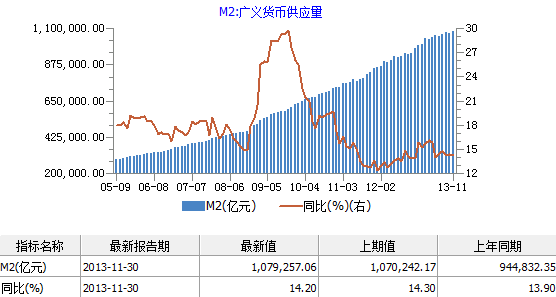 M2:广义货币供应量
1,100,000.00
875,000.00
650,000.00
425,000.00
200,000.00
30
27
24
21
18
15
12
05-09 06-08 07-07 08-06 09-05 10-04 11-03 12-02 13-11
M2(亿元) 同比(%)(右)
指标名称 最新报告期 最新值 上期值 上年同期
M2(亿元) 2013-11-30 1,079,257.06 1,070,242.17 944,832.35
同比(%) 2013-11-30 14.20 14.30 13.90